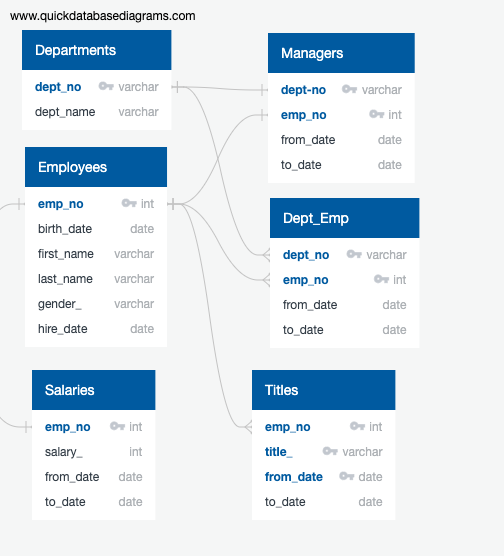 www.quickdatabasediagrams.com
Departments
dept_no varchar
dept_name varchar
Managers
dept-no varchar
emp_no int
from_date date
to_date date
Employees
emp_no int
birth_date date
first_name varchar
last_name varchar
gender_ varchar
hire_date date
Dept_Emp
dept_no varchar
emp_no int
from_date date
to_date date
Salaries
emp_no int
salary_ int
from_date date
to_date date
Titles
emp_no int
title_ varchar
from_date date
to_date date